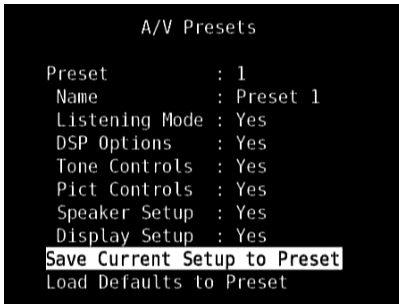 A/V Presets
Preset : 1
Name : Preset 1
Listening Mode : Yes
DSP Options : Yes
Tone Controls : Yes
Pict Controls : Yes
Speaker Setup : Yes
Display Setup : Yes
Save Current Setup to Preset
Load Defaults to Preset